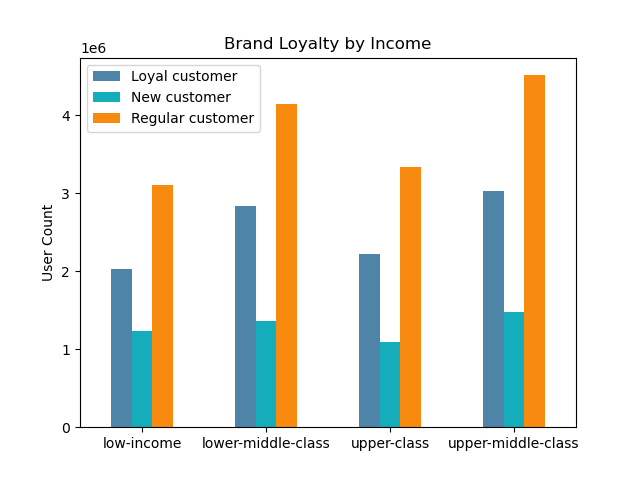 Brand Loyalty by Income
1e6
Loyal customer
New customer
Regular customer
User Count
4
3
2
1
0
low-income
lower-middle-class
upper-class
upper-middle-class